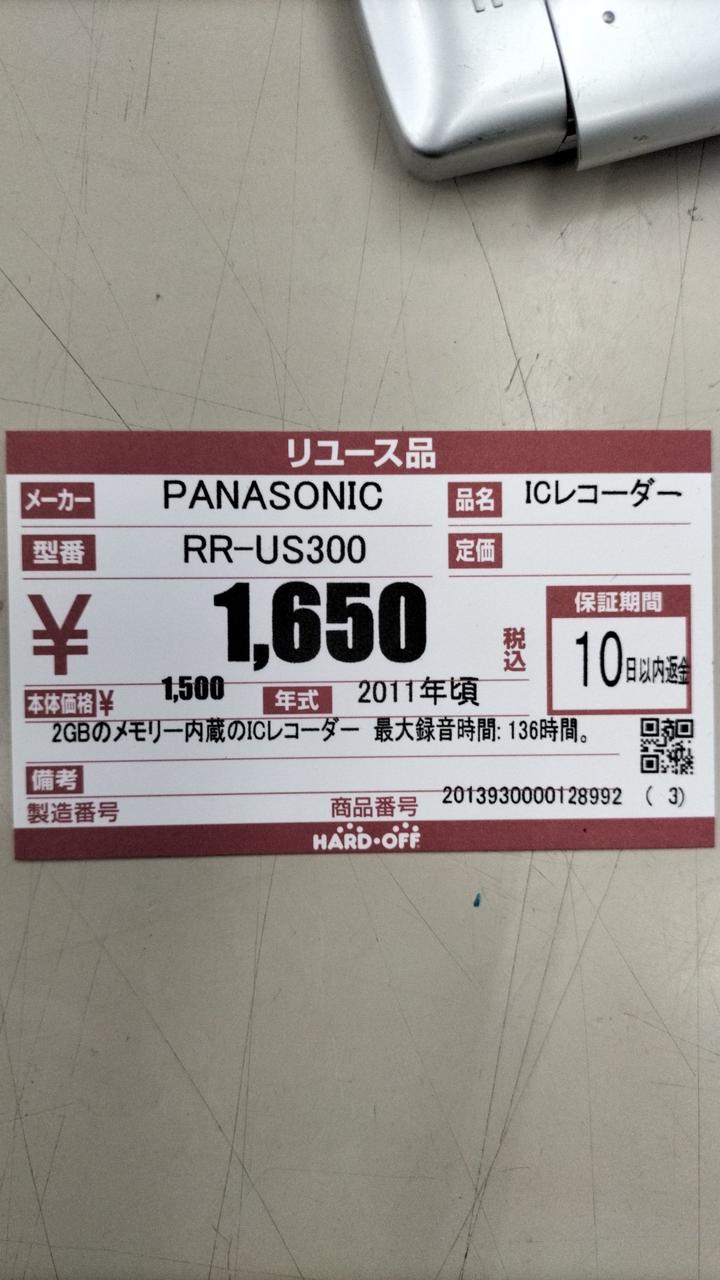 リユース品
メーカー PANASONIC 品名 ICレコーダー
型番 RR-US300 定価
¥ 1,650 税込 保証期間
10日以内返金
本体価格¥ 1,500 年式 2011年頃
2GBのメモリー内蔵のICレコーダー 最大録音時間: 136時間。
備考
製造番号 商品番号 2013930000128992 ( 3)
HARD・OFF